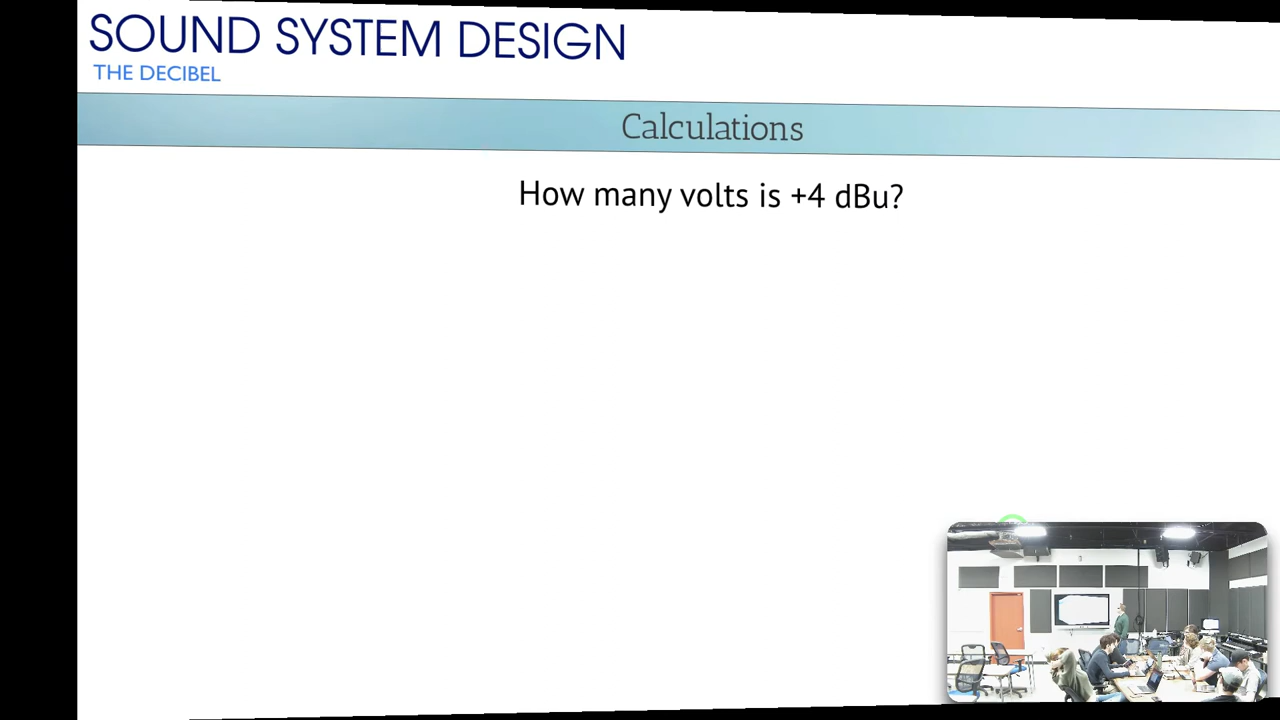 SOUND SYSTEM DESIGN
THE DECIBEL
Calculations
How many volts is +4 dBu?